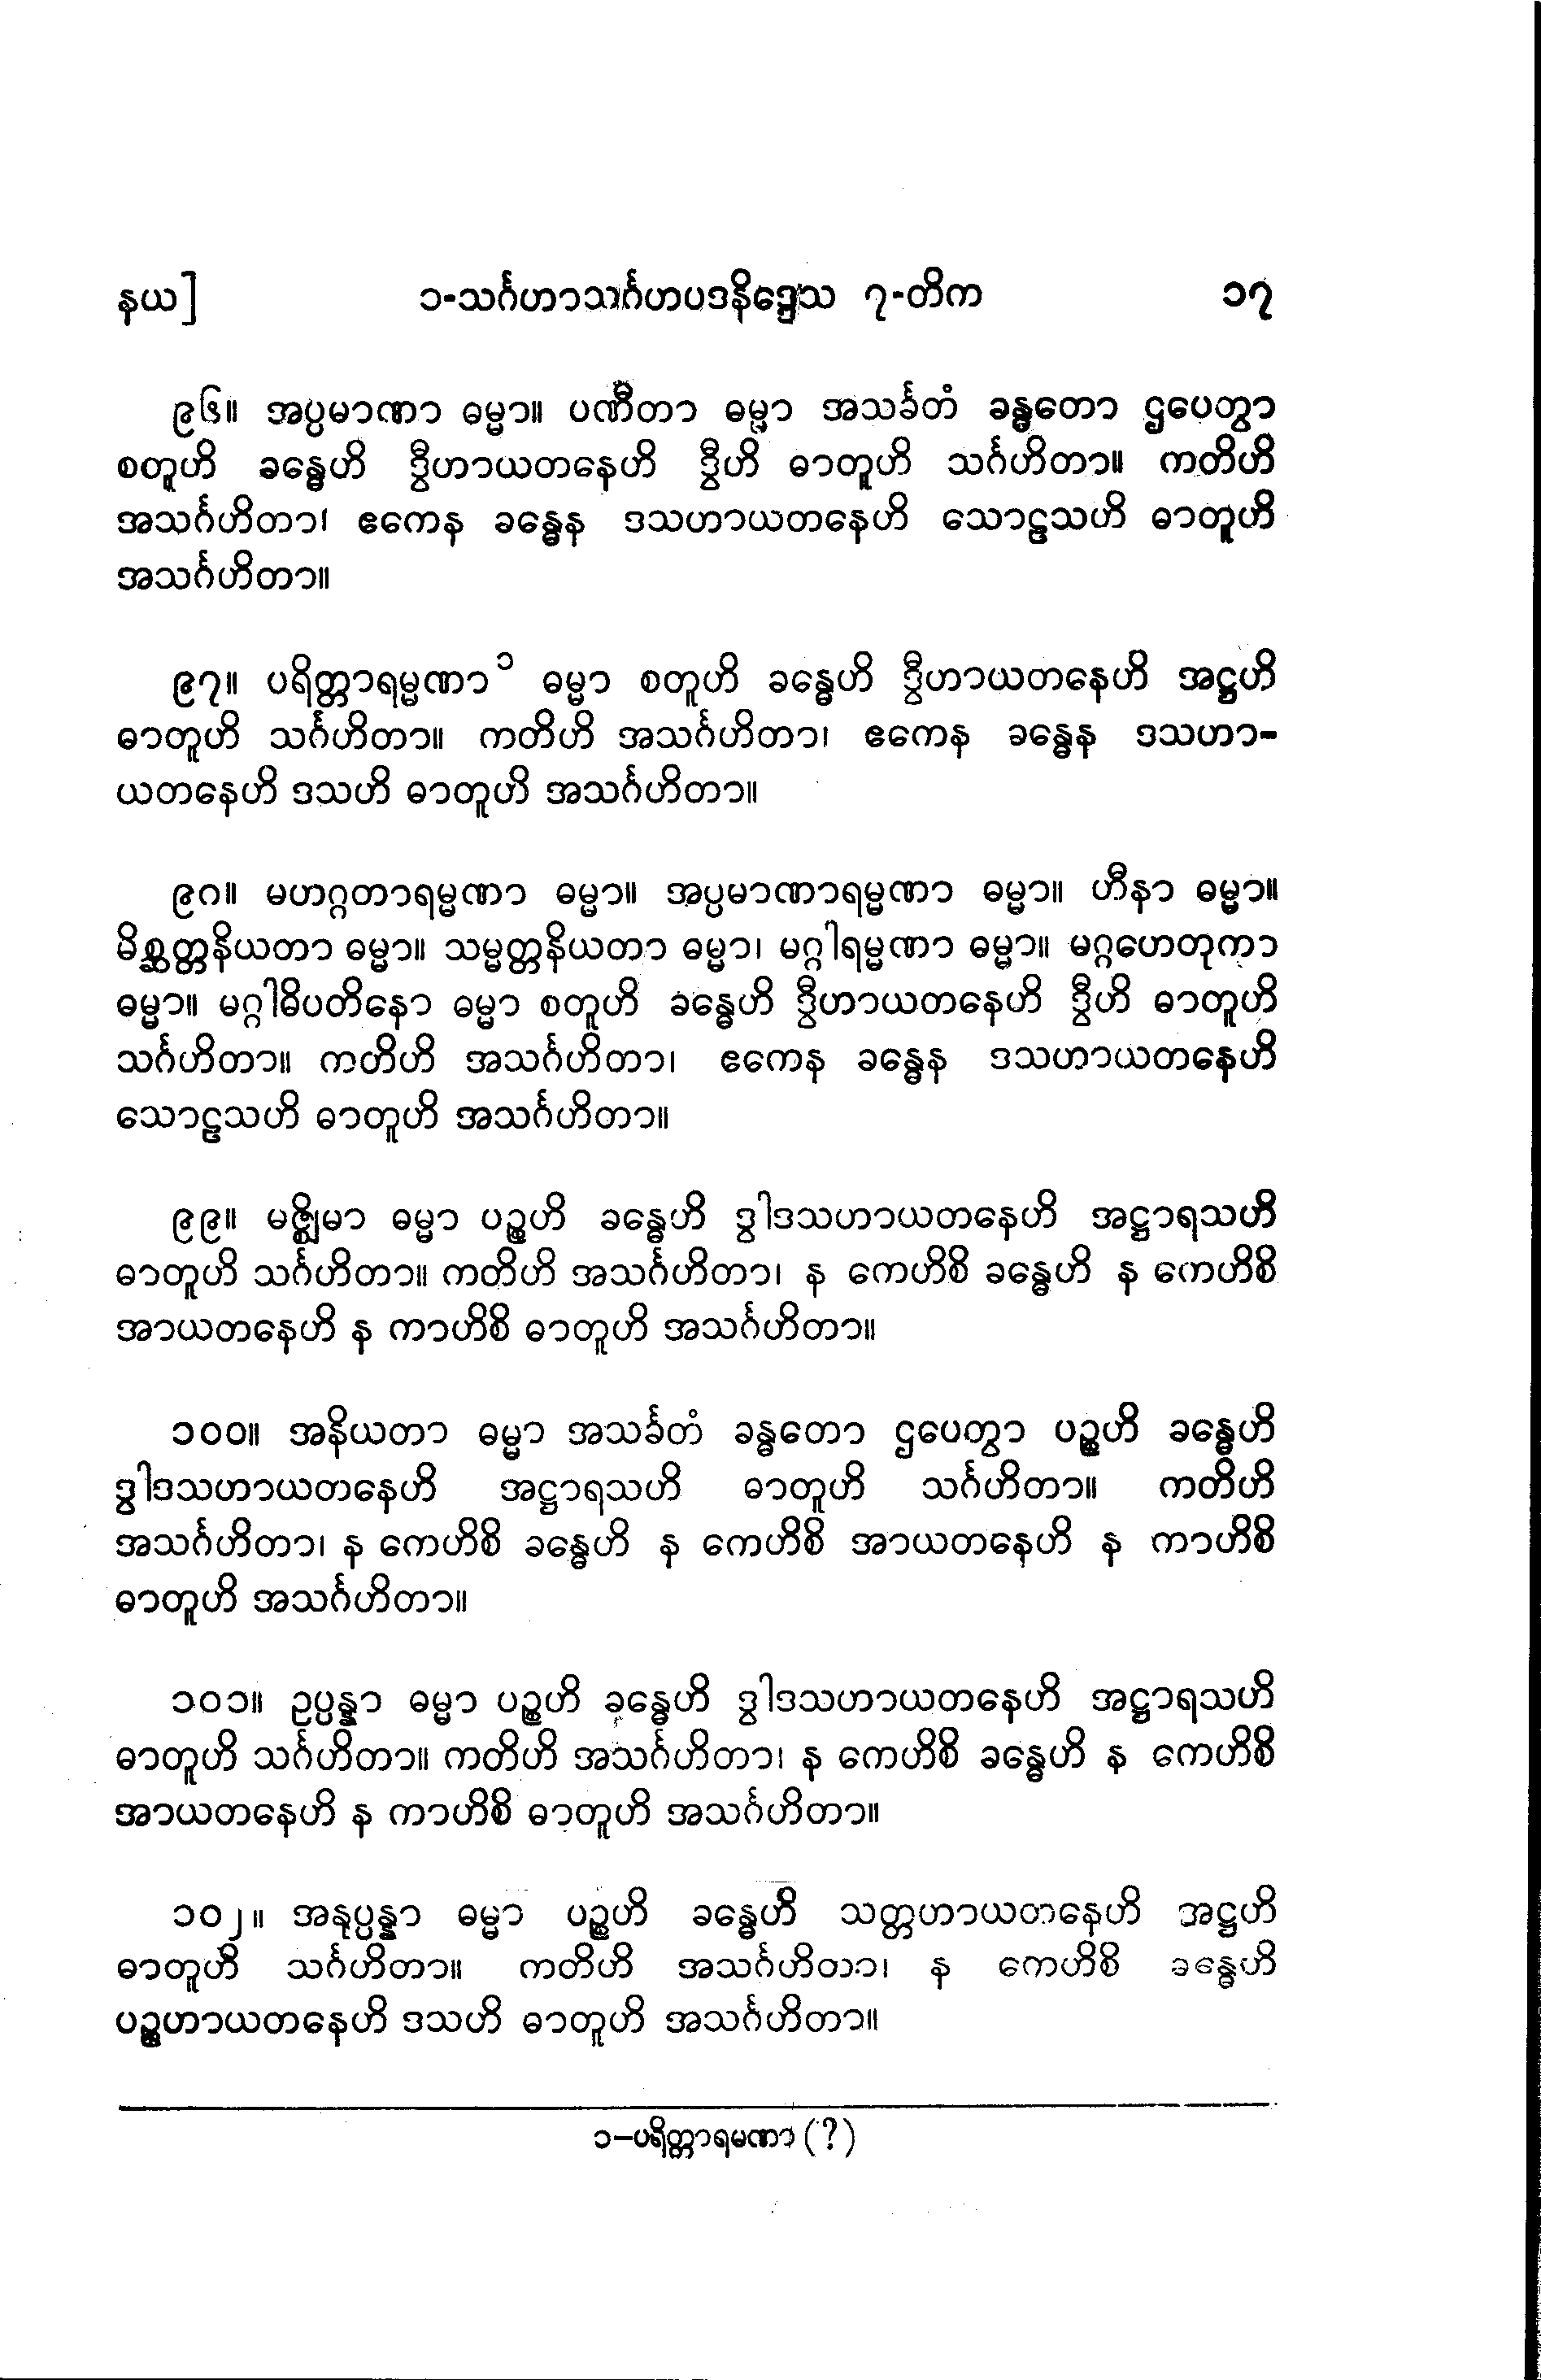 နယ]	၁-သင်္ဂဟာသင်္ဂဟပဒနိဒ္ဒေသ ၇-တိက	၁၇
၉၆။ အပ္ပမာဏာ ဓမ္မာ။ ပဏီတာ ဓမ္မာ အသင်္ခတံ ခန္ဓတော ဌပေတွာ
စတူဟိ ခန္ဓေဟိ ဒွီဟာယတနေဟိ ဒွီဟိ ဓာတူဟိ သင်္ဂဟိတာ။ ကတိဟိ
အသင်္ဂဟိတာ၊ ဧကေန ခန္ဓေန ဒသဟာယတနေဟိ သောဠသဟိ ဓာတူဟိ
အသင်္ဂဟိတာ။
၉၇။ ပရိတ္တာရမ္မဏာ ၁ ဓမ္မာ စတူဟိ ခန္ဓေဟိ ဒွီဟာယတနေဟိ အဋ္ဌဟိ
ဓာတူဟိ သင်္ဂဟိတာ။ ကတိဟိ အသင်္ဂဟိတာ၊ ဧကေန ခန္ဓေန ဒသဟာ-
ယတနေဟိ ဒသဟိ ဓာတူဟိ အသင်္ဂဟိတာ။
၉၈။ မဟဂ္ဂတာရမ္မဏာ ဓမ္မာ။ အပ္ပမာဏာရမ္မဏာ ဓမ္မာ။ ဟီနာ ဓမ္မာ။
မိစ္ဆတ္တနိယတာ ဓမ္မာ။ သမ္မတ္တနိယတာ ဓမ္မာ၊ မဂ္ဂါရမ္မဏာ ဓမ္မာ။ မဂ္ဂဟေတုကာ
ဓမ္မာ။ မဂ္ဂါဓိပတိနော ဓမ္မာ စတူဟိ ခန္ဓေဟိ ဒွီဟာယတနေဟိ ဒွီဟိ ဓာတူဟိ
သင်္ဂဟိတာ။ ကတိဟိ အသင်္ဂဟိတာ၊ ဧကေန ခန္ဓေန ဒသဟာယတနေဟိ
သောဠသဟိ ဓာတူဟိ အသင်္ဂဟိတာ။
၉၉။ မဇ္ဈိမာ ဓမ္မာ ပဉ္စဟိ ခန္ဓေဟိ ဒွါဒသဟာယတနေဟိ အဋ္ဌာရသဟိ
ဓာတူဟိ သင်္ဂဟိတာ။ ကတိဟိ အသင်္ဂဟိတာ၊ န ကေဟိစိ ခန္ဓေဟိ န ကေဟိစိ
အာယတနေဟိ န ကာဟိစိ ဓာတူဟိ အသင်္ဂဟိတာ။
၁၀၀။ အနိယတာ ဓမ္မာ အသင်္ခတံ ခန္ဓတော ဌပေတွာ ပဉ္စဟိ ခန္ဓေဟိ
ဒွါဒသဟာယတနေဟိ အဋ္ဌာရသဟိ ဓာတူဟိ သင်္ဂဟိတာ။ ကတိဟိ
အသင်္ဂဟိတာ၊ န ကေဟိစိ ခန္ဓေဟိ န ကေဟိစိ အာယတနေဟိ န ကာဟိစိ
ဓာတူဟိ အသင်္ဂဟိတာ။
၁၀၁။ ဥပ္ပန္နာ ဓမ္မာ ပဉ္စဟိ ခန္ဓေဟိ ဒွါဒသဟာယတနေဟိ အဋ္ဌာရသဟိ
ဓာတူဟိ သင်္ဂဟိတာ။ ကတိဟိ အသင်္ဂဟိတာ၊ န ကေဟိစိ ခန္ဓေဟိ န ကေဟိစိ
အာယတနေဟိ န ကာဟိစိ ဓာတူဟိ အသင်္ဂဟိတာ။
၁၀၂။ အနုပ္ပန္နာ ဓမ္မာ ပဉ္စဟိ ခန္ဓေဟိ သတ္တဟာယတနေဟိ အဋ္ဌဟိ
ဓာတူဟိ သင်္ဂဟိတာ။ ကတိဟိ အသင်္ဂဟိတာ၊ န ကေဟိစိ ခန္ဓေဟိ
ပဉ္စဟာယတနေဟိ ဒသဟိ ဓာတူဟိ အသင်္ဂဟိတာ။
၁–ပရိတ္တာရမဏာ (?)